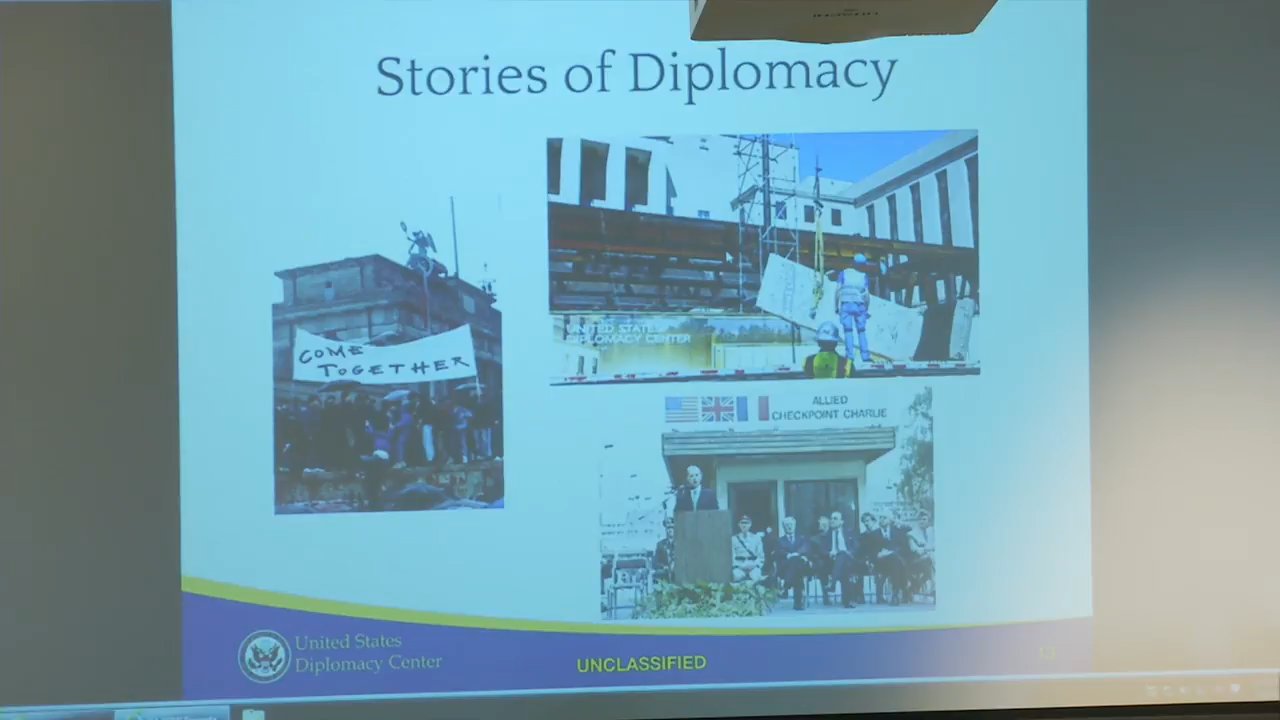 Stories of Diplomacy
COME
TOGETHER
UNITED STATES
DIPLOMACY CENTER
ALLIED
CHECKPOINT CHARLIE
United States
Diplomacy Center
UNCLASSIFIED